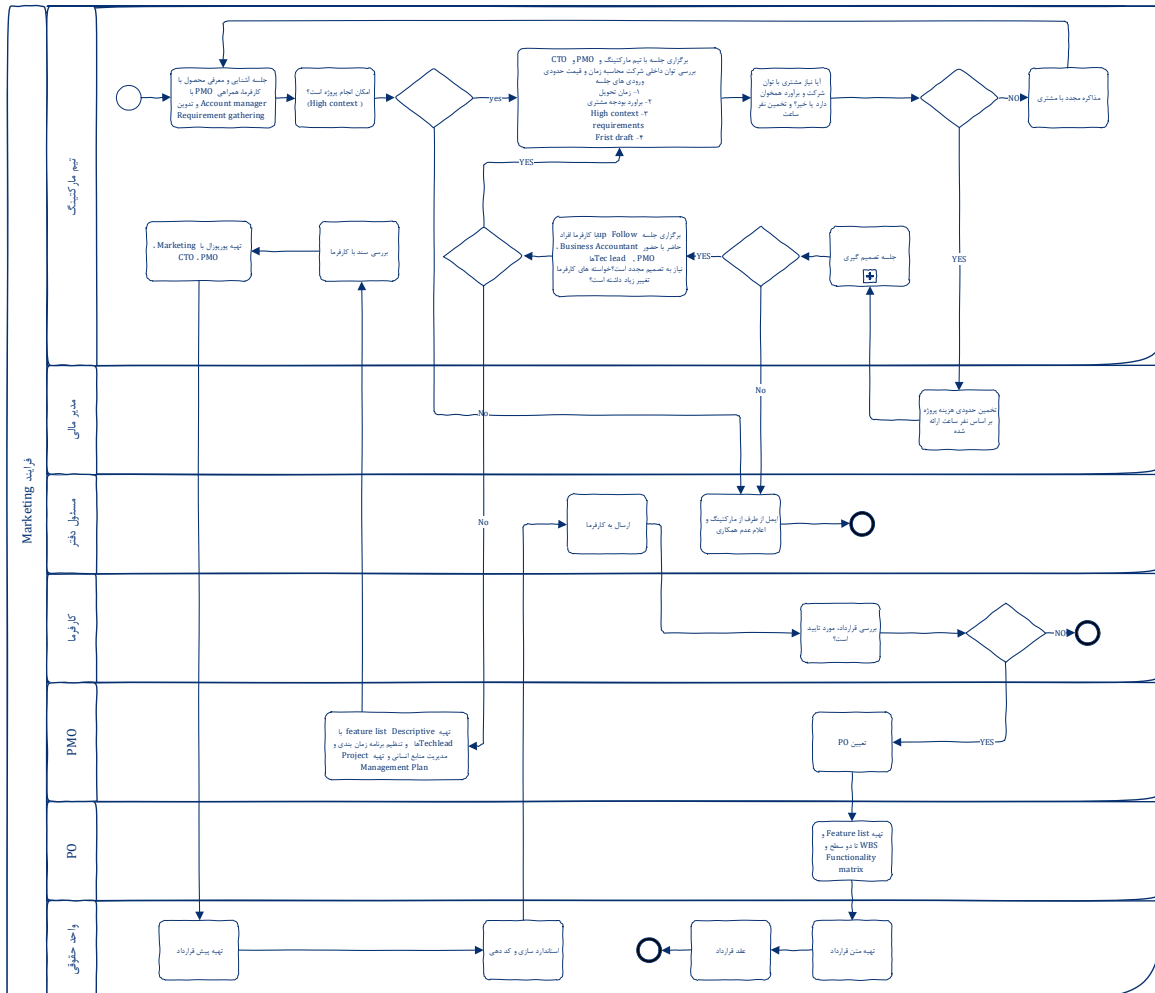 فرایند Marketing
تیم مارکتینگ
جلسه آشنایی و معرفی محصول با
کارفرما، همراهی PMO با
Account manager و تدوین
Requirement gathering
امکان انجام پروژه است؟
(High context)
yes
برگزاری جلسه با تیم مارکتینگ و PMO و CTO
بررسی توان داخلی شرکت محاسبه زمان و قیمت حدودی
ورودی های جلسه
۱- زمان تحویل
۲- برآورد بودجه مشتری
۳- High context
requirements
۴- Frist draft
آیا نیاز مشتری با توان
شرکت و برآورد همخوان
دارد یا خیر؟ و تخمین نفر
ساعت
NO
مذاکره مجدد با مشتری
YES
YES
تهیه پورپوزال با Marketing ،
CTO ، PMO
بررسی سند با کارفرما
برگزاری جلسه Follow upبا کارفرما افراد
حاضر با حضور Business Accountant ،
PMO ، Tec leadها
نیاز به تصمیم مجدد است؟خواسته های کارفرما
تغییر زیاد داشته است؟
YES
جلسه تصمیم گیری
مدیر مالی
No
No
تخمین حدودی هزینه پروژه
بر اساس نفر ساعت ارائه
شده
مسئول دفتر
No
ارسال به کارفرما
ایمل از طرف از مارکتینگ و
اعلام عدم همکاری
کارفرما
بررسی قرارداد، مورد تایید
است؟
NO
PMO
تهیه feature list Descriptive با
Techleadها و تنظیم برنامه زمان بندی و
مدیریت منابع انسانی و تهیه Project
Management Plan
تعیین PO
YES
PO
تهیه Feature list و
WBS تا دو سطح و
Functionality
matrix
واحد حقوقی
تهیه پیش قرارداد
استاندارد سازی و کد دهی
عقد قرارداد
تهیه متن قرارداد